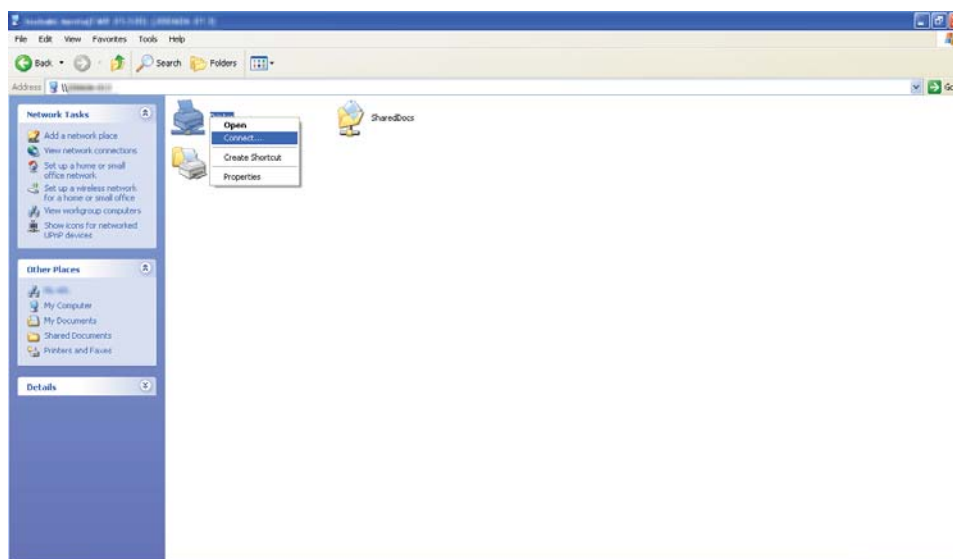 File Edit View Favorites Tools Help
Back Search Folders
Address \\
Go
Network Tasks
Add a network place
View network connections
Set up a home or small
office network
Set up a wireless network
for a home or small office
View workgroup computers
Show icons for networked
UPnP devices
Other Places
My Computer
My Documents
Shared Documents
Printers and Faxes
Details
Open
Connect...
Create Shortcut
Properties
SharedDocs